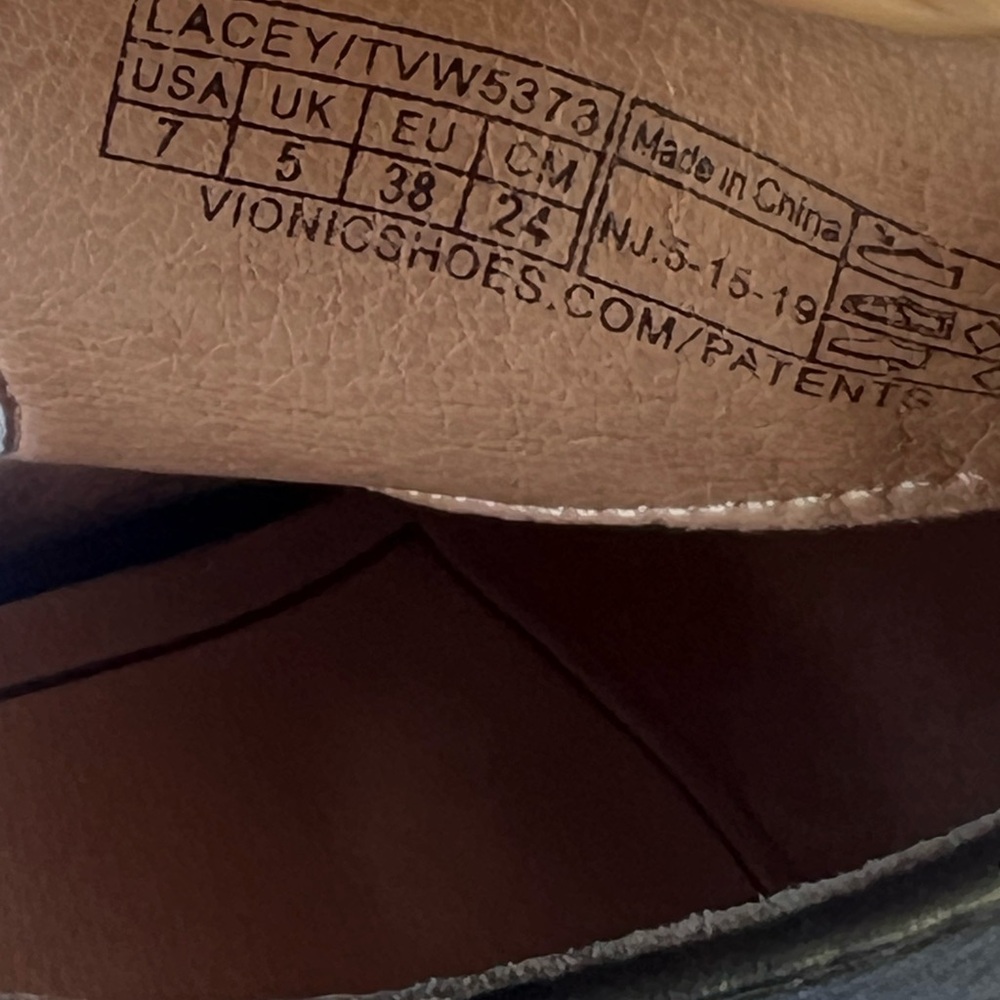 LACEY/TVW5373
USA UK EU CM
7 5 38 24
Made in China
NJ:5-15-19
VIONICSHOES.COM/PATENTS